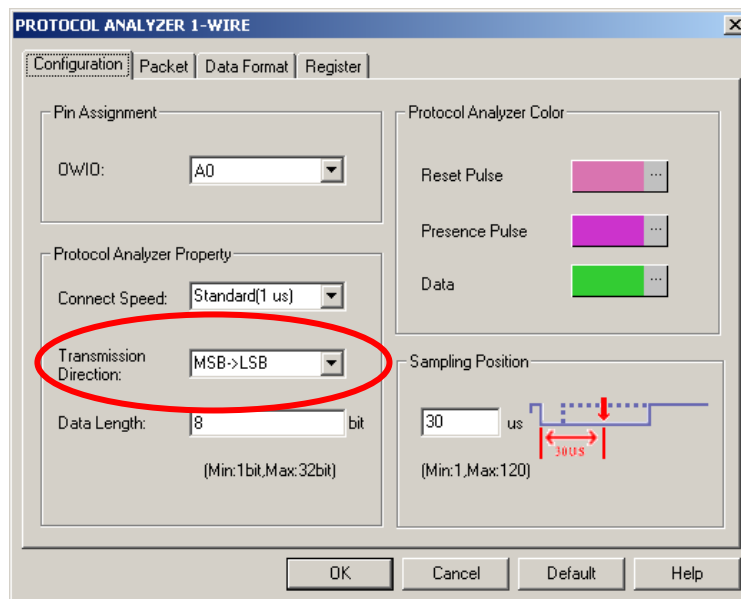 PROTOCOL ANALYZER 1-WIRE
Configuration Packet Data Format Register
Pin Assignment
OWIO: A0
Protocol Analyzer Property
Connect Speed: Standard(1 us)
Transmission
Direction: MSB->LSB
Data Length: 8 bit
(Min:1bit,Max:32bit)
Protocol Analyzer Color
Reset Pulse ...
Presence Pulse ...
Data ...
Sampling Position
30 us
30US
(Min:1,Max:120)
OK Cancel Default Help